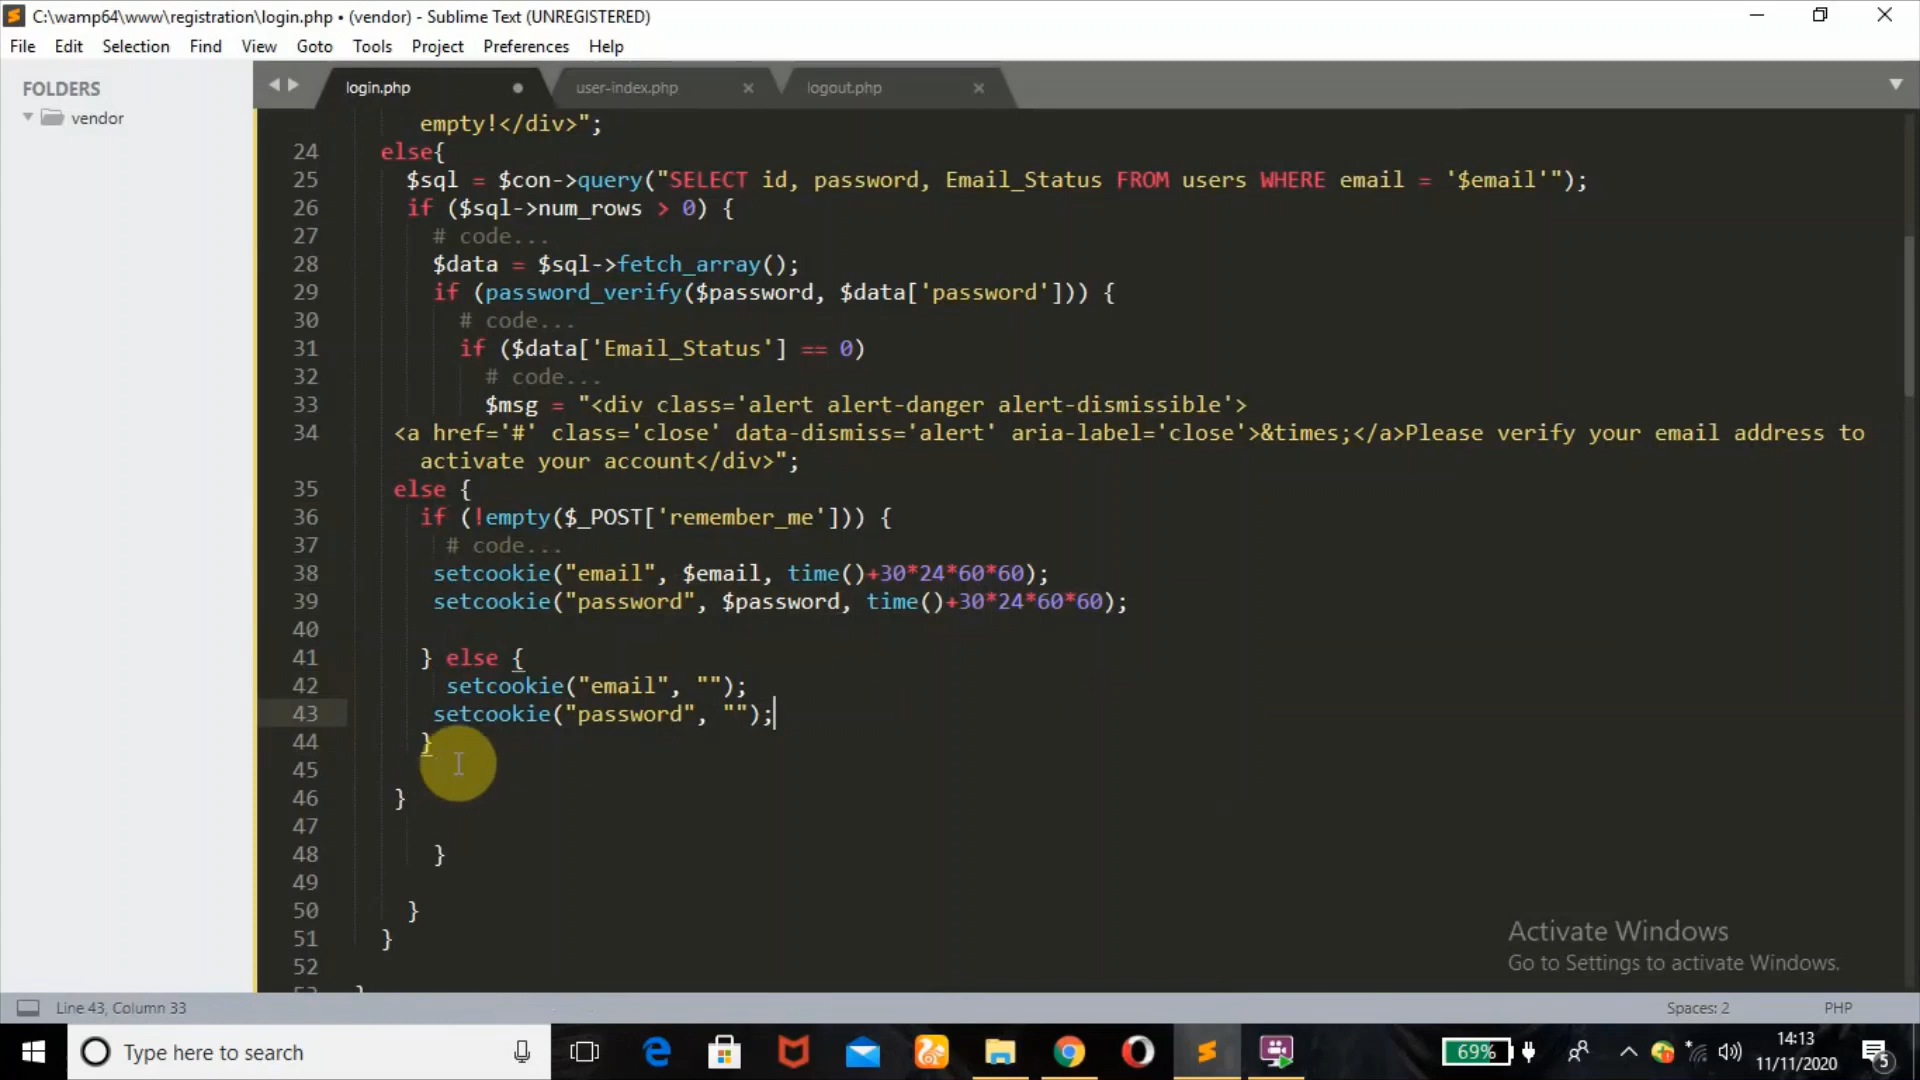 C:\wamp64\www\registration\login.php • (vendor) - Sublime Text (UNREGISTERED)
File Edit Selection Find View Goto Tools Project Preferences Help
FOLDERS
vendor
login.php user-index.php logout.php
empty!</div>";
24 else{
25 $sql = $con->query("SELECT id, password, Email_Status FROM users WHERE email = '$email'");
26 if ($sql->num_rows > 0) {
27 # code...
28 $data = $sql->fetch_array();
29 if (password_verify($password, $data['password'])) {
30 # code...
31 if ($data['Email_Status'] == 0)
32 # code...
33 $msg = "<div class='alert alert-danger alert-dismissible'>
34 <a href='#' class='close' data-dismiss='alert' aria-label='close'>&times;</a>Please verify your email address to
activate your account</div>";
35 else {
36 if (!empty($_POST['remember_me'])) {
37 # code...
38 setcookie("email", $email, time()+30*24*60*60);
39 setcookie("password", $password, time()+30*24*60*60);
40
41 } else {
42 setcookie("email", "");
43 setcookie("password", "");
44 }
45
46 }
47
48 }
49
50 }
51 }
52
Activate Windows
Go to Settings to activate Windows.
Line 43, Column 33 Spaces: 2 PHP
Type here to search
69%
14:13
11/11/2020
5